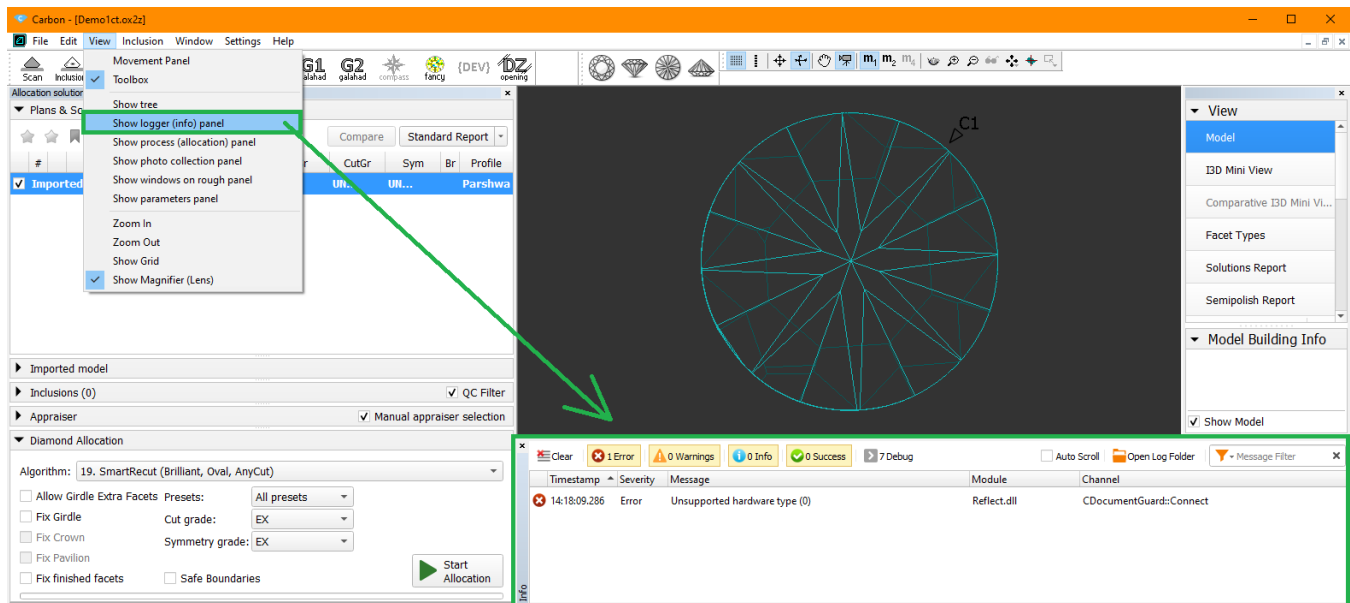 Carbon - [Demo1ct.ox2z]
File Edit View Inclusion Window Settings Help
Scan Inclusion G1 galahad G2 galahad compass fancy {DEV} DZ opening m1 m2 m4
Movement Panel
Toolbox
Show tree
Show logger (info) panel
Show process (allocation) panel
Show photo collection panel
Show windows on rough panel
Show parameters panel
Zoom In
Zoom Out
Show Grid
Show Magnifier (Lens)
Allocation solution
Plans & So
Compare Standard Report
# r CutGr Sym Br Profile
Imported UN... UN... Parshwa
Imported model
Inclusions (0) QC Filter
Appraiser Manual appraiser selection
Diamond Allocation
Algorithm: 19. SmartRecut (Brilliant, Oval, AnyCut)
Allow Girdle Extra Facets Presets: All presets
Fix Girdle Cut grade: EX
Fix Crown Symmetry grade: EX
Fix Pavilion
Fix finished facets Safe Boundaries
Start
Allocation
C1
View
Model
I3D Mini View
Comparative I3D Mini Vi...
Facet Types
Solutions Report
Semipolish Report
Model Building Info
Show Model
Clear 1 Error 0 Warnings 0 Info 0 Success 7 Debug Auto Scroll Open Log Folder Message Filter
Timestamp Severity Message Module Channel
14:18:09.286 Error Unsupported hardware type (0) Reflect.dll CDocumentGuard::Connect
Info